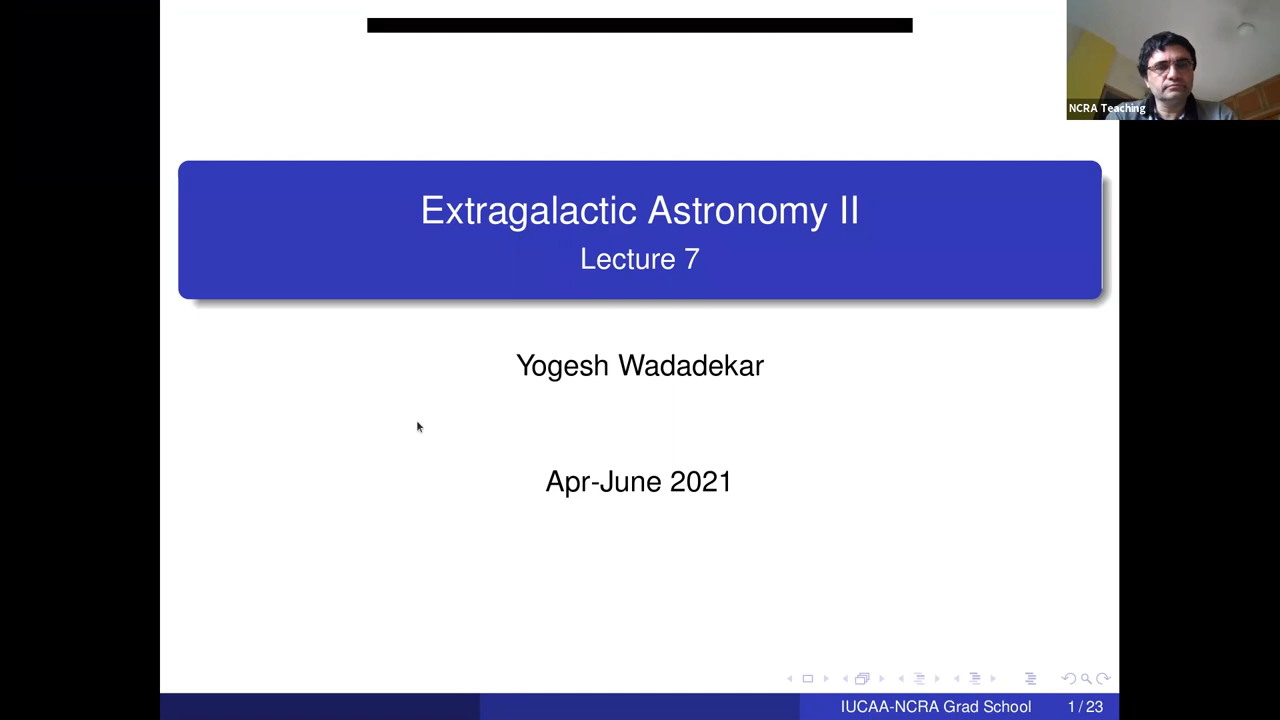 NCRA Teaching
Extragalactic Astronomy II
Lecture 7
Yogesh Wadadekar
Apr-June 2021
IUCAA-NCRA Grad School 1 / 23